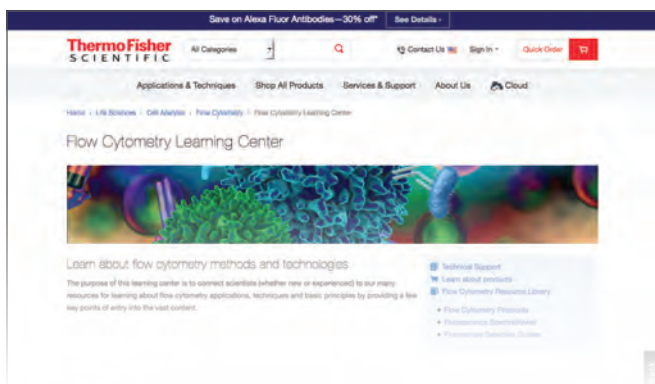 Save on Alexa Fluor Antibodies—30% off* See Details ›
ThermoFisher
SCIENTIFIC
All Categories
Contact Us Sign In Quick Order
Applications & Techniques Shop All Products Services & Support About Us Cloud
Home › Life Sciences › Cell Analysis › Flow Cytometry › Flow Cytometry Learning Center
Flow Cytometry Learning Center
Learn about flow cytometry methods and technologies
The purpose of this learning center is to connect scientists (whether new or experienced) to our many
resources for learning about flow cytometry applications, techniques and basic principles by providing a few
key points of entry into the vast content.
Technical Support
Learn about products
Flow Cytometry Resource Library
• Flow Cytometry Products
• Fluorescence SpectraViewer
• Fluorophore Selection Guides